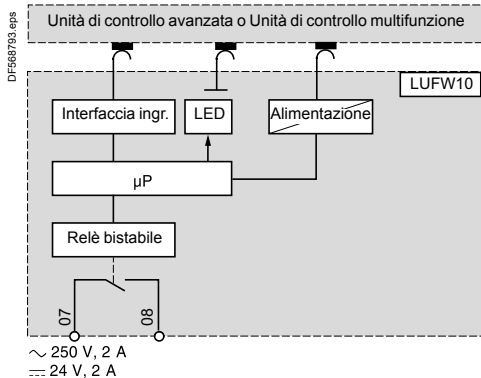 DF568793.eps
Unità di controllo avanzata o Unità di controllo multifunzione
LUFW10
Interfaccia ingr.
LED
Alimentazione
µP
Relè bistabile
07
08
250 V, 2 A
24 V, 2 A